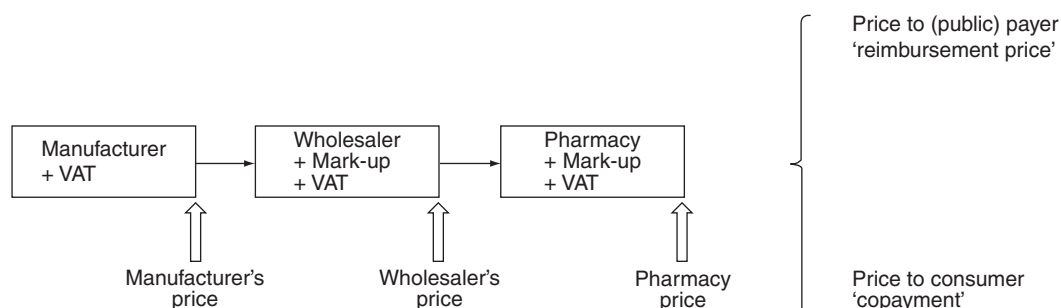 Price to (public) payer
‘reimbursement price’
Manufacturer
+ VAT
Wholesaler
+ Mark-up
+ VAT
Pharmacy
+ Mark-up
+ VAT
Manufacturer’s
price
Wholesaler’s
price
Pharmacy
price
Price to consumer
‘copayment’